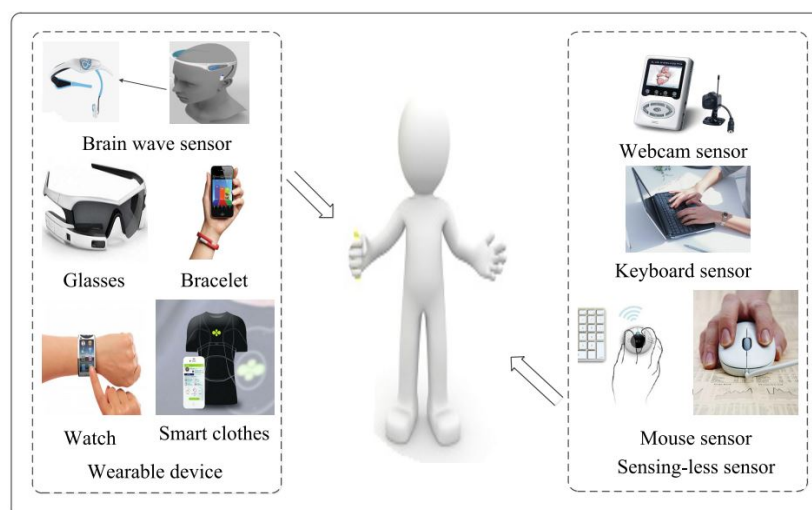 Brain wave sensor
Glasses
Bracelet
Watch
Smart clothes
Wearable device
Webcam sensor
Keyboard sensor
Mouse sensor
Sensing-less sensor